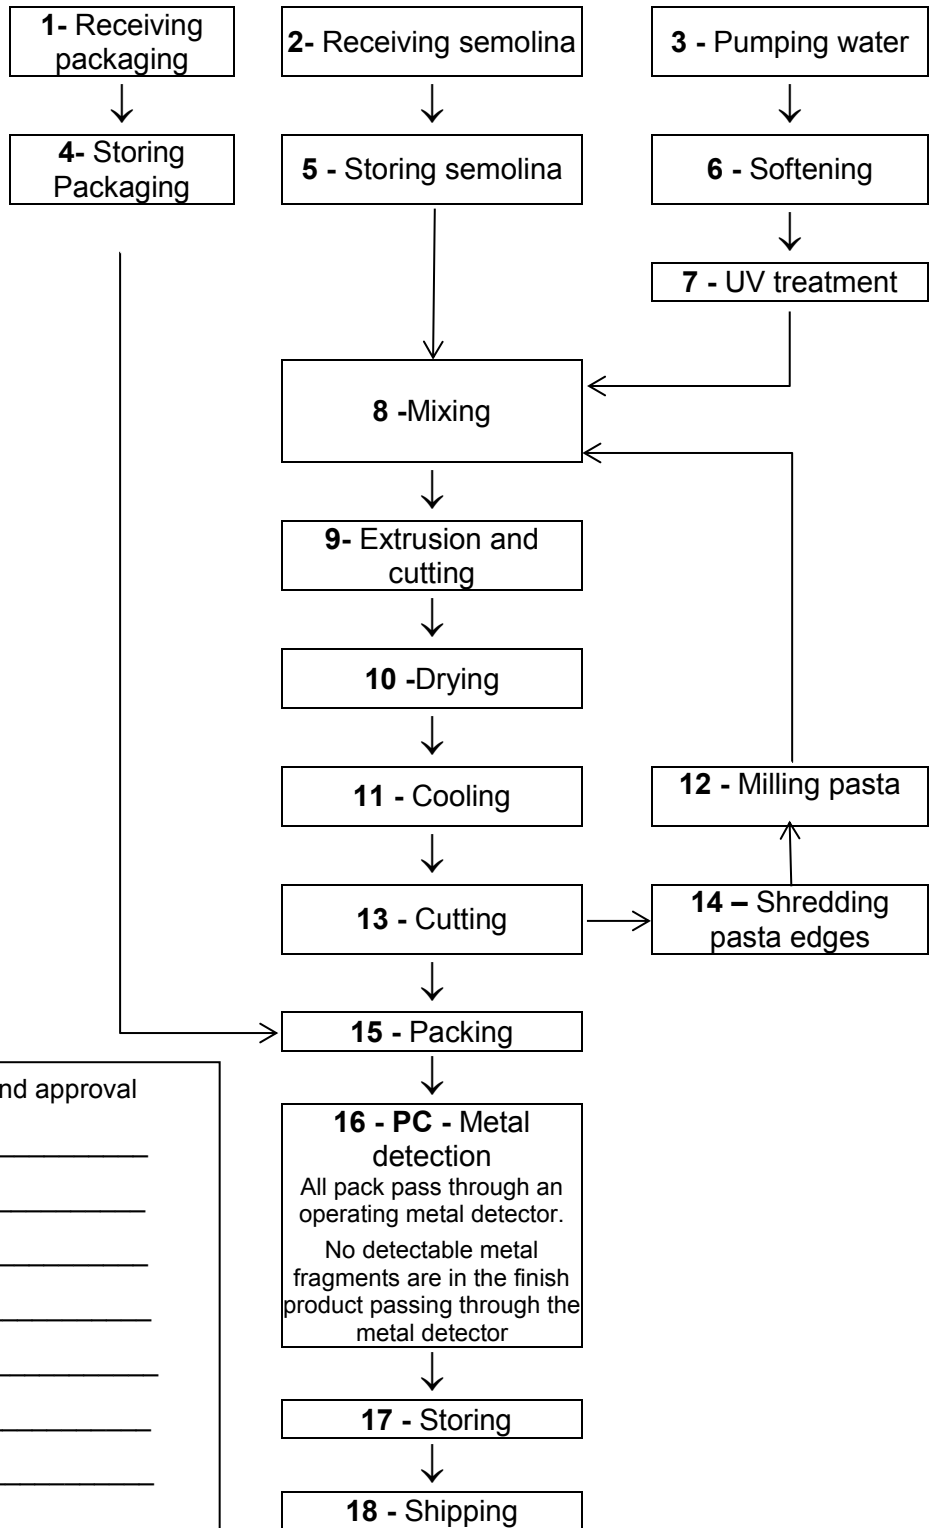 1- Receiving
packaging
2- Receiving semolina
3 - Pumping water
4- Storing
Packaging
5 - Storing semolina
6 - Softening
7 - UV treatment
8 -Mixing
9- Extrusion and
cutting
10 -Drying
11 - Cooling
12 - Milling pasta
13 - Cutting
14 – Shredding
pasta edges
15 - Packing
nd approval
16 - PC - Metal
detection
All pack pass through an
operating metal detector.
No detectable metal
fragments are in the finish
product passing through the
metal detector
17 - Storing
18 - Shipping